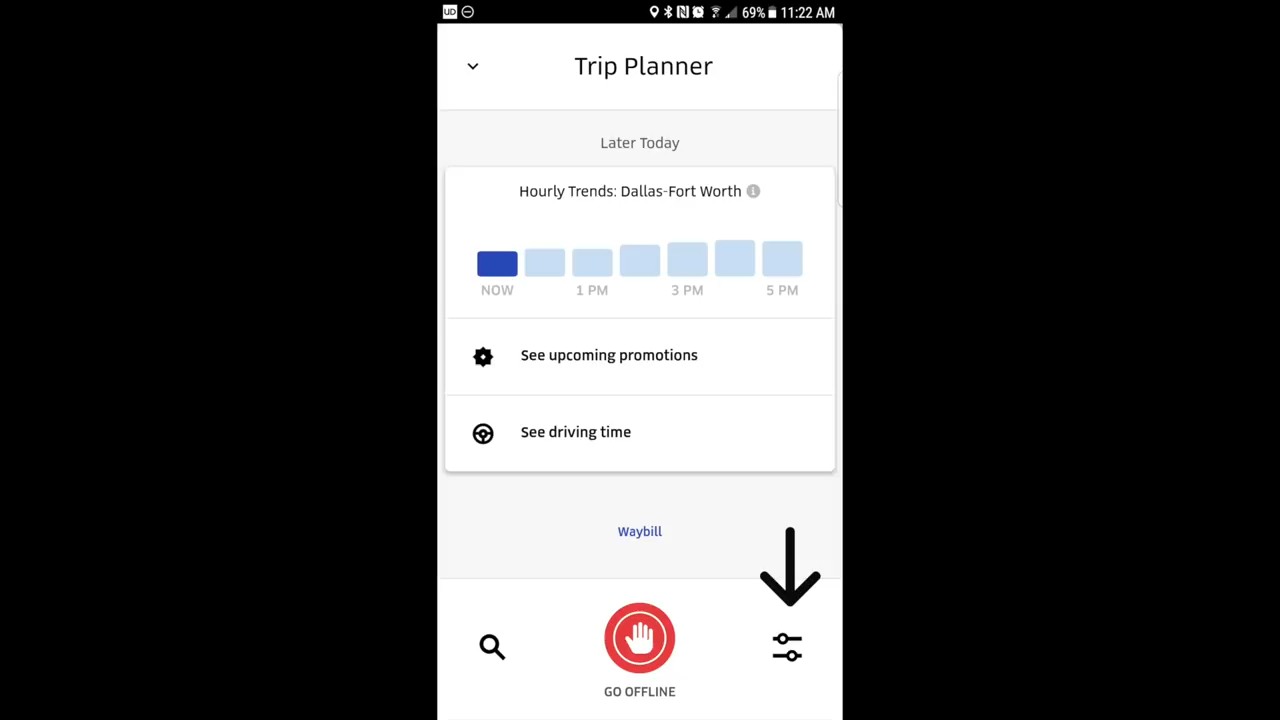 UD 69% 11:22 AM
Trip Planner
Later Today
Hourly Trends: Dallas-Fort Worth
NOW 1 PM 3 PM 5 PM
See upcoming promotions
See driving time
Waybill
GO OFFLINE